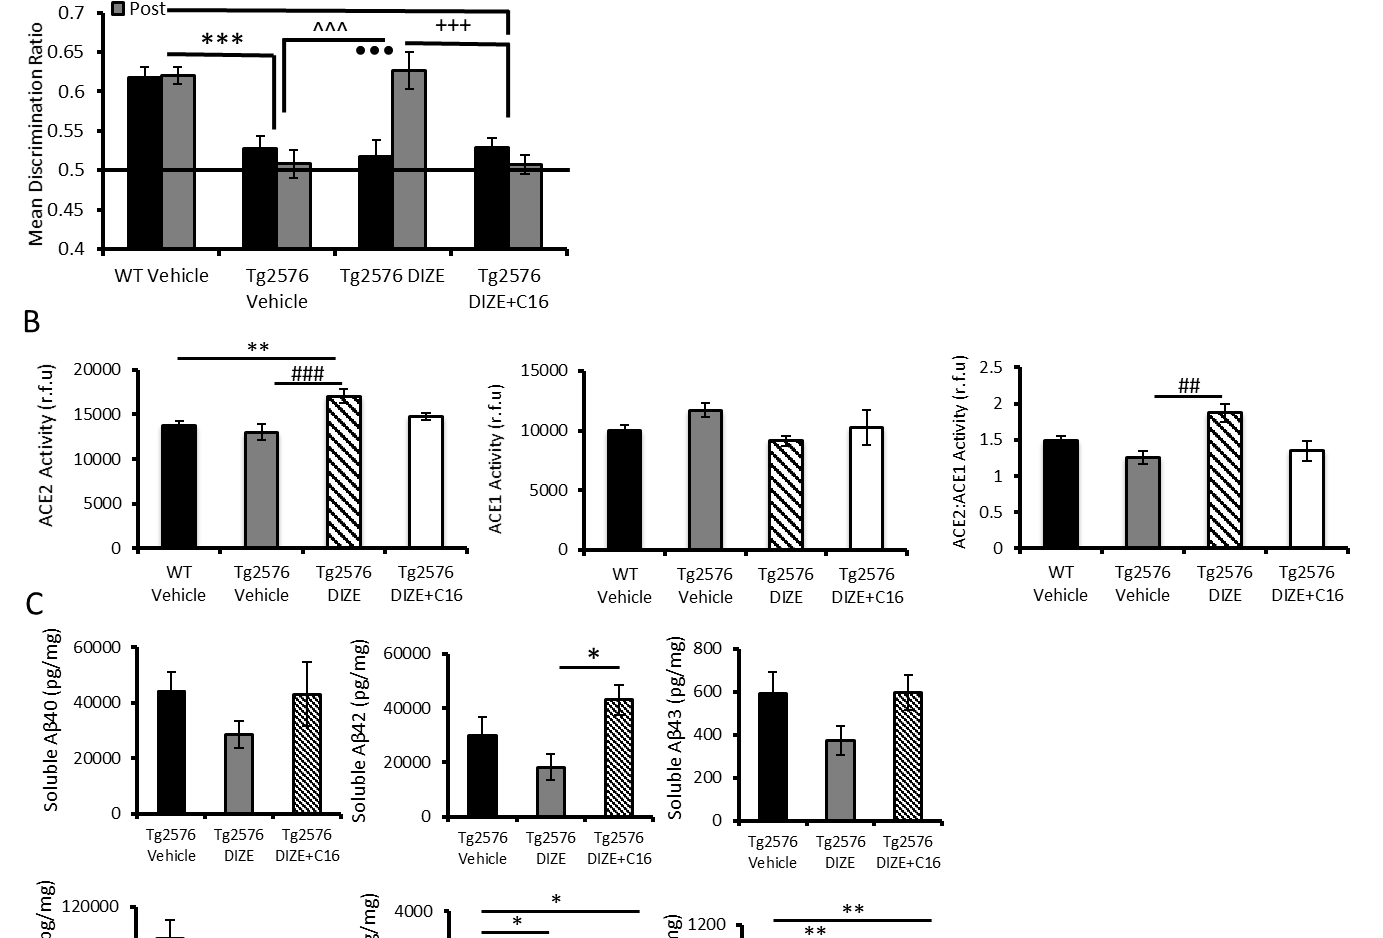 0.7
Post
0.65
0.6
0.55
0.5
0.45
0.4
Mean Discrimination Ratio
***
^^^
•••
+++
WT Vehicle
Tg2576
Vehicle
Tg2576 DIZE
Tg2576
DIZE+C16
B
ACE2 Activity (r.f.u)
20000
15000
10000
5000
0
**
###
WT
Vehicle
Tg2576
Vehicle
Tg2576
DIZE
Tg2576
DIZE+C16
ACE1 Activity (r.f.u)
15000
10000
5000
0
WT
Vehicle
Tg2576
Vehicle
Tg2576
DIZE
Tg2576
DIZE+C16
ACE2:ACE1 Activity (r.f.u)
2.5
2
1.5
1
0.5
0
##
WT
Vehicle
Tg2576
Vehicle
Tg2576
DIZE
Tg2576
DIZE+C16
C
Soluble Aβ40 (pg/mg)
60000
40000
20000
0
Tg2576
Vehicle
Tg2576
DIZE
Tg2576
DIZE+C16
Soluble Aβ42 (pg/mg)
60000
40000
20000
0
*
Tg2576
Vehicle
Tg2576
DIZE
Tg2576
DIZE+C16
Soluble Aβ43 (pg/mg)
800
600
400
200
0
Tg2576
Vehicle
Tg2576
DIZE
Tg2576
DIZE+C16
pg/mg)
120000
g/mg)
4000
*
*
mg)
1200
**
**